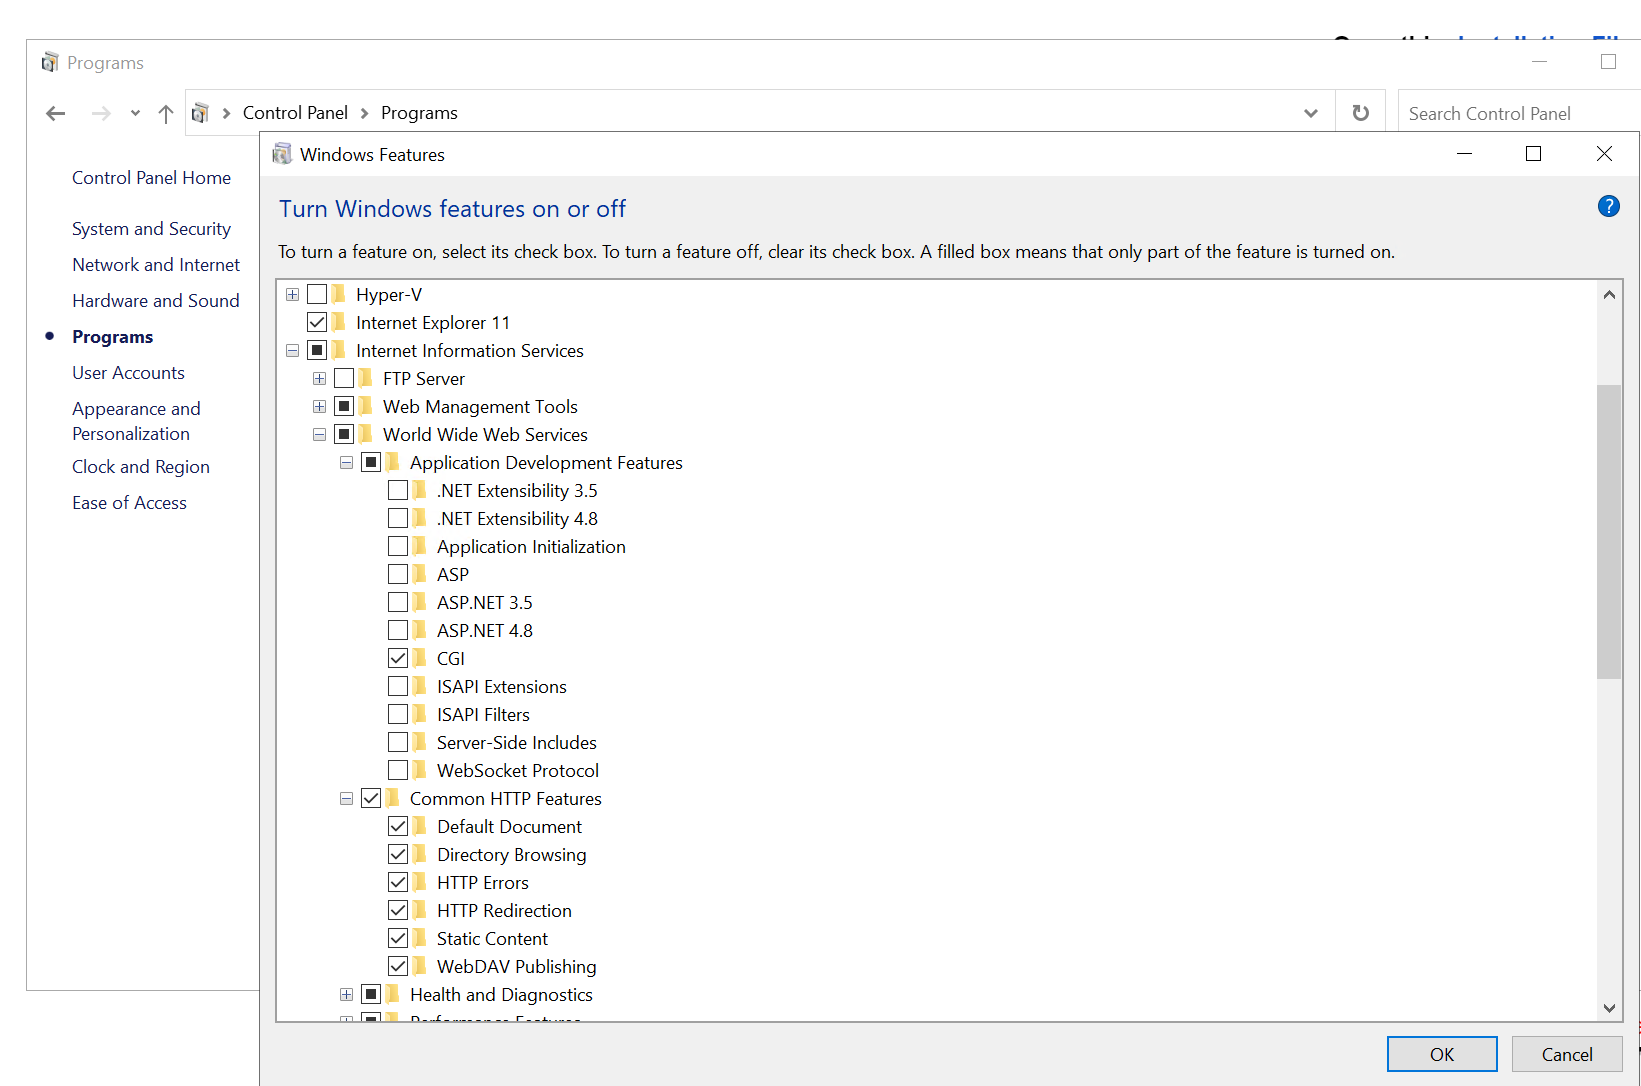 Programs
Control Panel
Programs
Search Control Panel
Windows Features
Control Panel Home
System and Security
Network and Internet
Hardware and Sound
Programs
User Accounts
Appearance and
Personalization
Clock and Region
Ease of Access
Turn Windows features on or off
?
To turn a feature on, select its check box. To turn a feature off, clear its check box. A filled box means that only part of the feature is turned on.
Hyper-V
Internet Explorer 11
Internet Information Services
FTP Server
Web Management Tools
World Wide Web Services
Application Development Features
.NET Extensibility 3.5
.NET Extensibility 4.8
Application Initialization
ASP
ASP.NET 3.5
ASP.NET 4.8
CGI
ISAPI Extensions
ISAPI Filters
Server-Side Includes
WebSocket Protocol
Common HTTP Features
Default Document
Directory Browsing
HTTP Errors
HTTP Redirection
Static Content
WebDAV Publishing
Health and Diagnostics
Performance Features
OK
Cancel